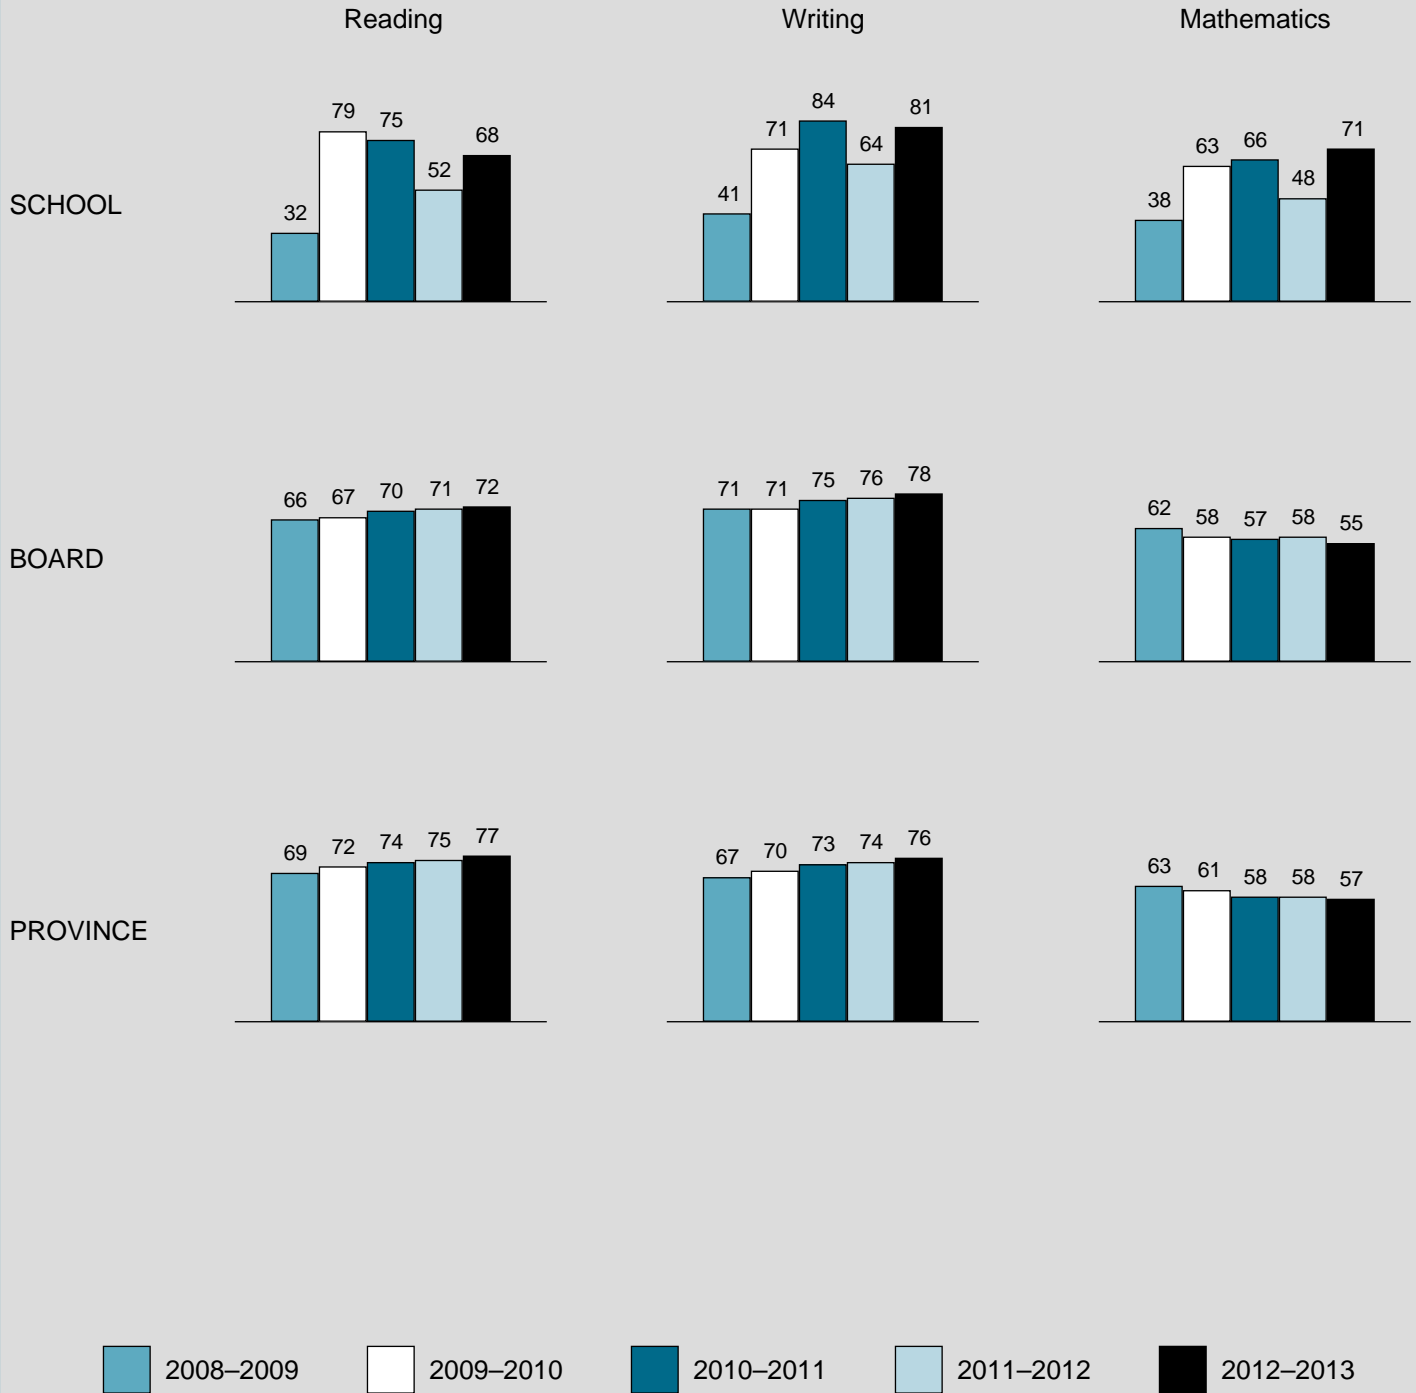 Reading Writing Mathematics
SCHOOL
32 79 75 52 68
41 71 84 64 81
38 63 66 48 71
BOARD
66 67 70 71 72
71 71 75 76 78
62 58 57 58 55
PROVINCE
69 72 74 75 77
67 70 73 74 76
63 61 58 58 57
2008–2009 2009–2010 2010–2011 2011–2012 2012–2013